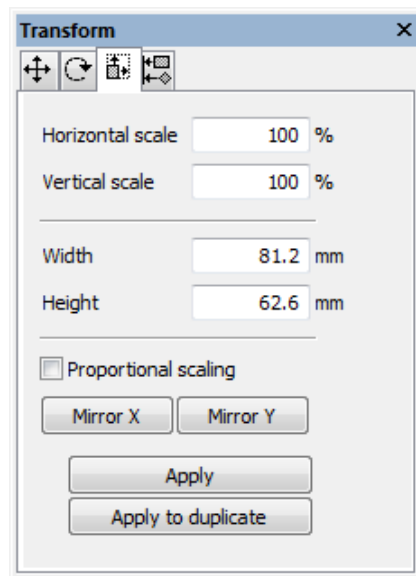 Transform
Horizontal scale 100 %
Vertical scale 100 %
Width 81.2 mm
Height 62.6 mm
Proportional scaling
Mirror X Mirror Y
Apply
Apply to duplicate